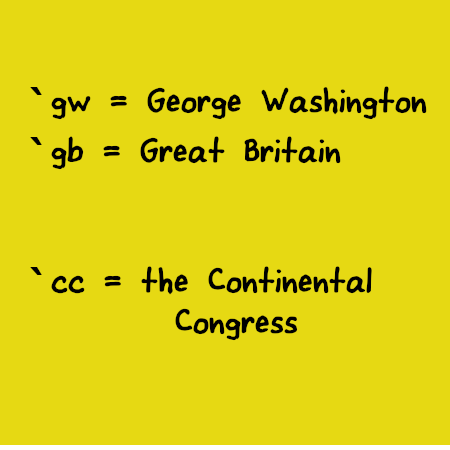 `gw = George Washington
`gb = Great Britain
`cc = the Continental
Congress